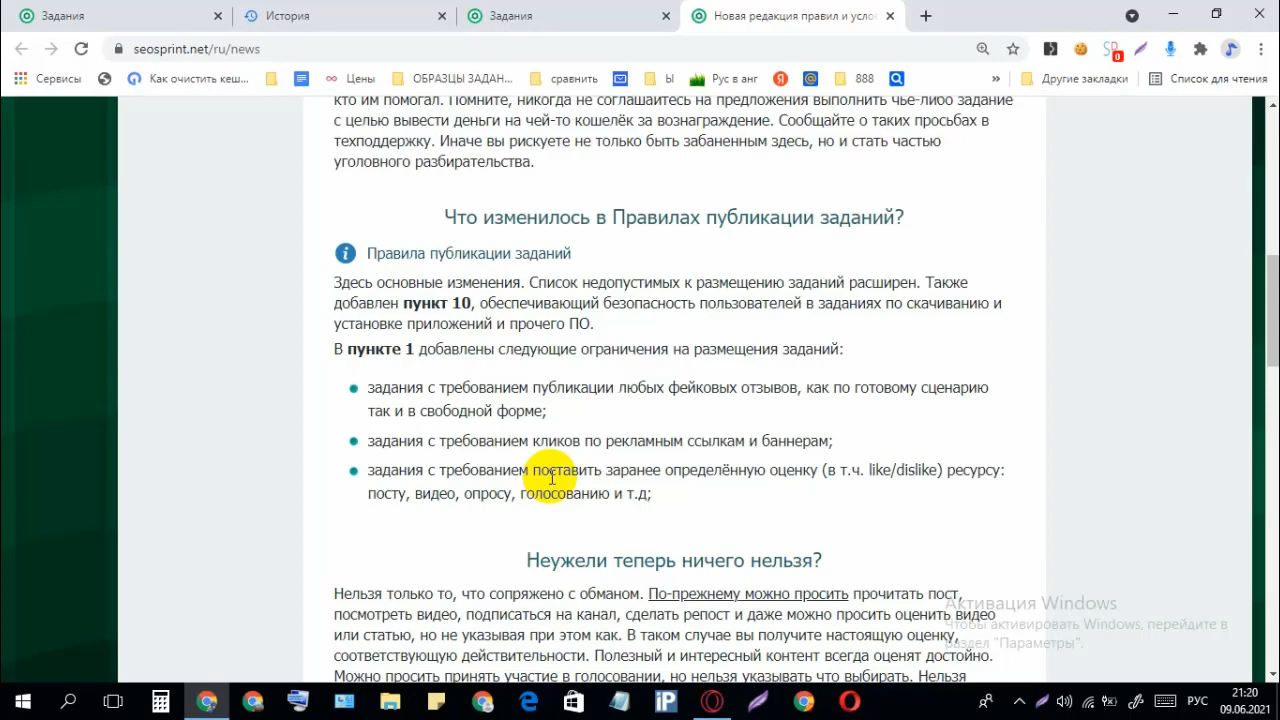 Задания
История
Задания
Новая редакция правил и усло
seosprint.net/ru/news
Сервисы
Как очистить кеш...
Цены
ОБРАЗЦЫ ЗАДАН...
сравнить
Ы
Рус в анг
888
»
Другие закладки
Список для чтения
кто им помогал. Помните, никогда не соглашайтесь на предложения выполнить чьё-либо задание
с целью вывести деньги на чей-то кошелёк за вознаграждение. Сообщайте о таких просьбах в
техподдержку. Иначе вы рискуете не только быть забаненным здесь, но и стать частью
уголовного разбирательства.
Что изменилось в Правилах публикации заданий?
Правила публикации заданий
Здесь основные изменения. Список недопустимых к размещению заданий расширен. Также
добавлен пункт 10, обеспечивающий безопасность пользователей в заданиях по скачиванию и
установке приложений и прочего ПО.
В пункте 1 добавлены следующие ограничения на размещения заданий:
задания с требованием публикации любых фейковых отзывов, как по готовому сценарию
так и в свободной форме;
задания с требованием кликов по рекламным ссылкам и баннерам;
задания с требованием поставить заранее определённую оценку (в т.ч. like/dislike) ресурсу:
посту, видео, опросу, голосованию и т.д;
Неужели теперь ничего нельзя?
Нельзя только то, что сопряжено с обманом. По-прежнему можно просить прочитать пост,
посмотреть видео, подписаться на канал, сделать репост и даже можно просить оценить видео
или статью, но не указывая при этом как. В таком случае вы получите настоящую оценку,
соответствующую действительности. Полезный и интересный контент всегда оценят достойно.
Можно просить принять участие в голосовании, но нельзя указывать что выбирать. Нельзя
Активация Windows
Чтобы активировать Windows, перейдите в
раздел "Параметры".
РУС
21:20
09.06.2021